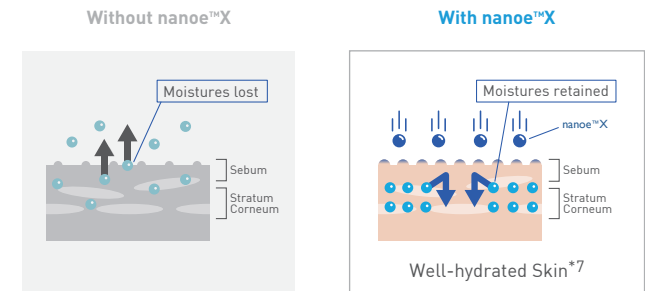 Without nanoe™X
Moistures lost
Sebum
Stratum
Corneum
With nanoe™X
Moistures retained
nanoe™X
Sebum
Stratum
Corneum
Well-hydrated Skin*7